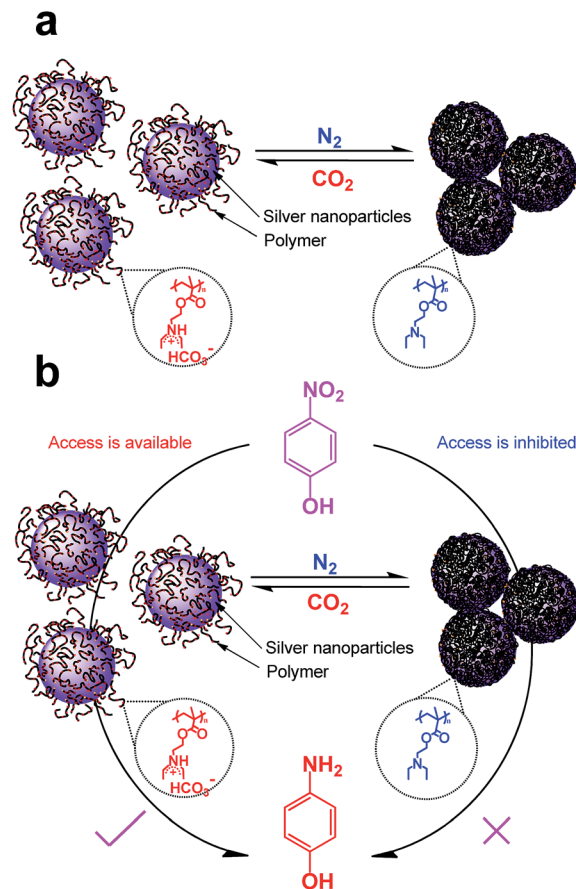 a
N2
CO2
Silver nanoparticles
Polymer
n
O
O
NH
+
HCO3-
n
O
O
N
b
NO2
Access is available
Access is inhibited
OH
N2
CO2
Silver nanoparticles
Polymer
n
O
O
NH
+
HCO3-
n
O
O
N
NH2
OH